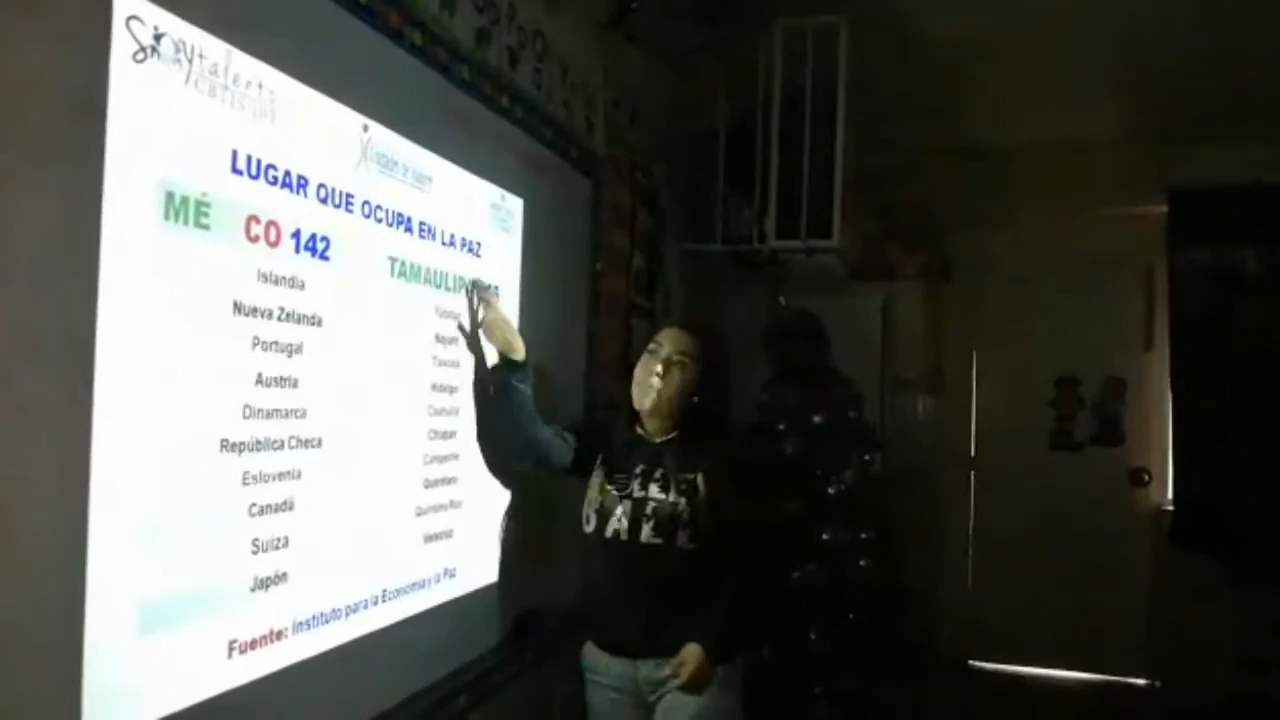 Soytalento
CBTIS
LUGAR QUE OCUPA EN LA PAZ
MÉ CO 142
Islandia
Nueva Zelanda
Portugal
Austria
Dinamarca
República Checa
Eslovenia
Canadá
Suiza
Japón
TAMAULIP
Nayarit
Tlaxcala
Hidalgo
Coahuila
Chiapas
Campeche
Querétaro
Quintana Roo
Veracruz
Fuente: Instituto para la Economía y la Paz